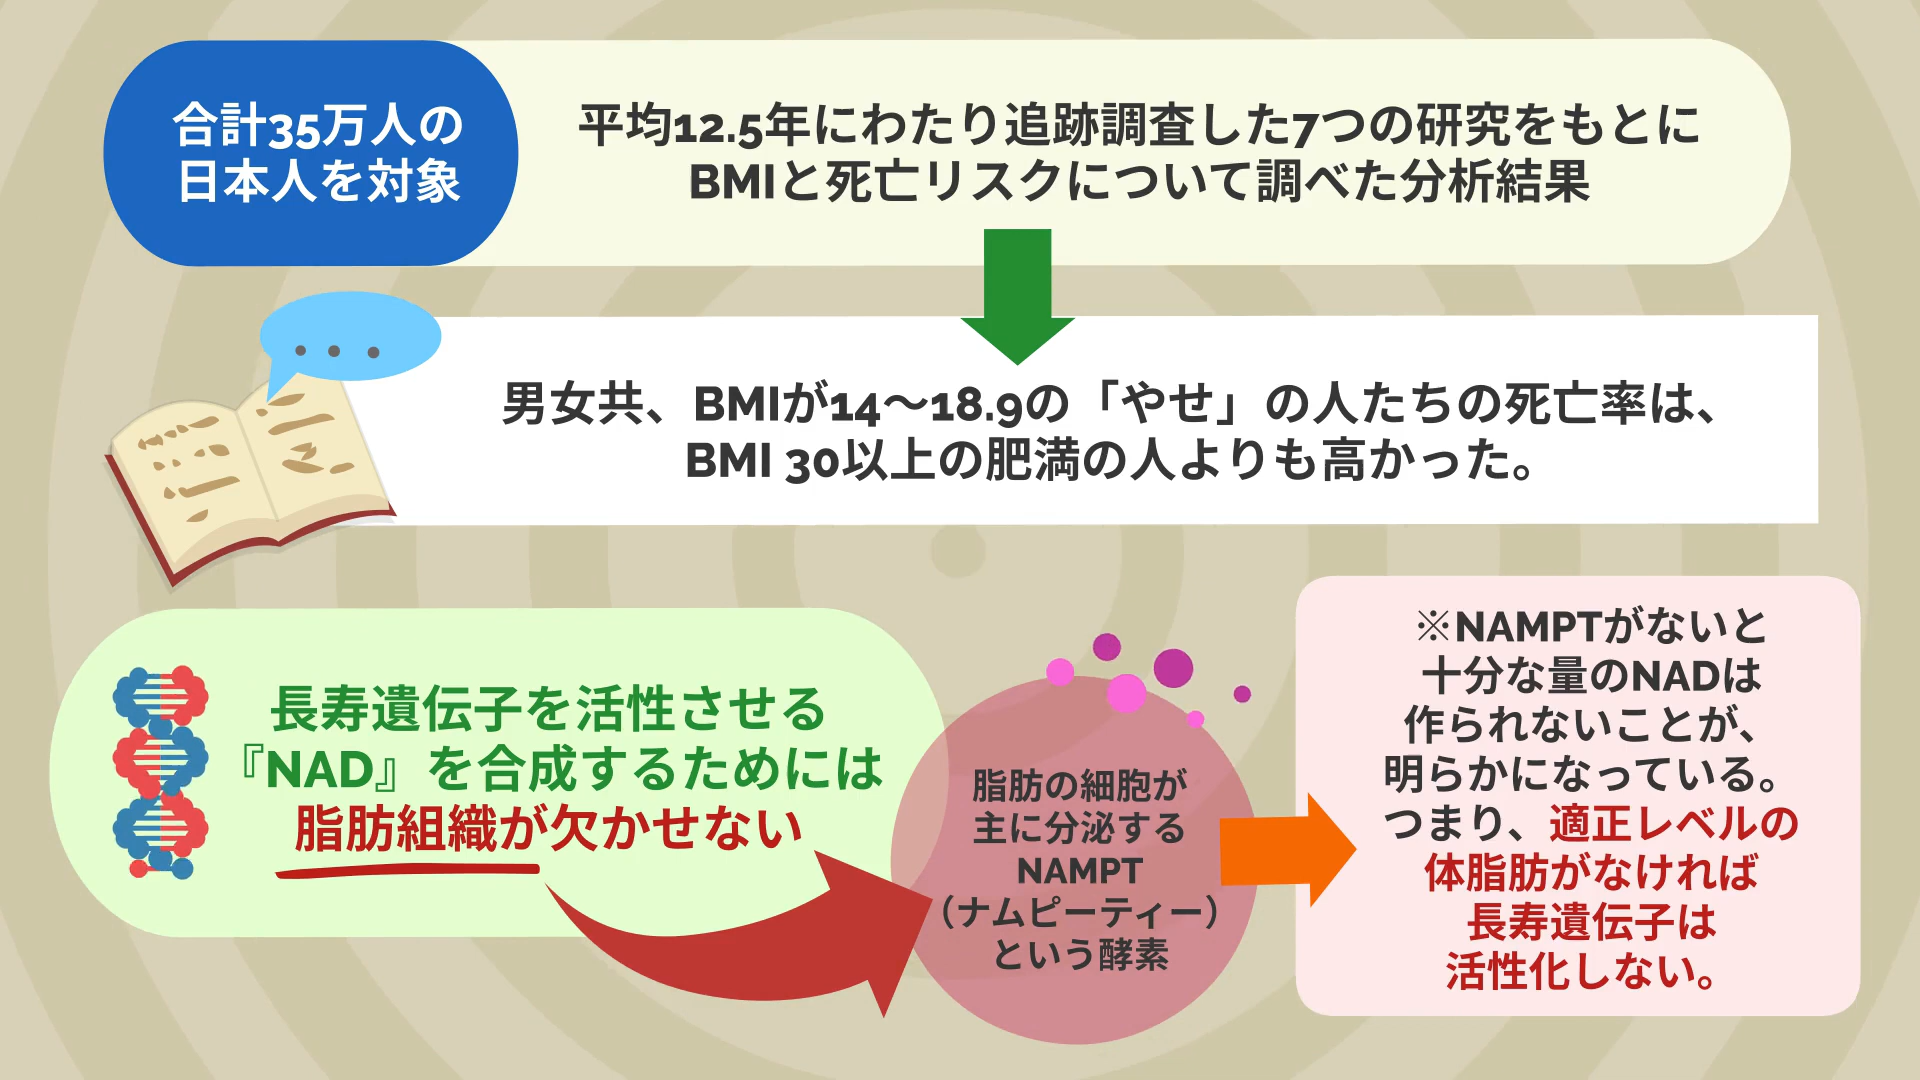 合計35万人の
日本人を対象
平均12.5年にわたり追跡調査した7つの研究をもとに
BMIと死亡リスクについて調べた分析結果
男女共、BMIが14〜18.9の「やせ」の人たちの死亡率は、
BMI 30以上の肥満の人よりも高かった。
長寿遺伝子を活性させる
『NAD』を合成するためには
脂肪組織が欠かせない
脂肪の細胞が
主に分泌する
NAMPT
（ナムピーティー）
という酵素
※NAMPTがないと
十分な量のNADは
作られないことが、
明らかになっている。
つまり、適正レベルの
体脂肪がなければ
長寿遺伝子は
活性化しない。